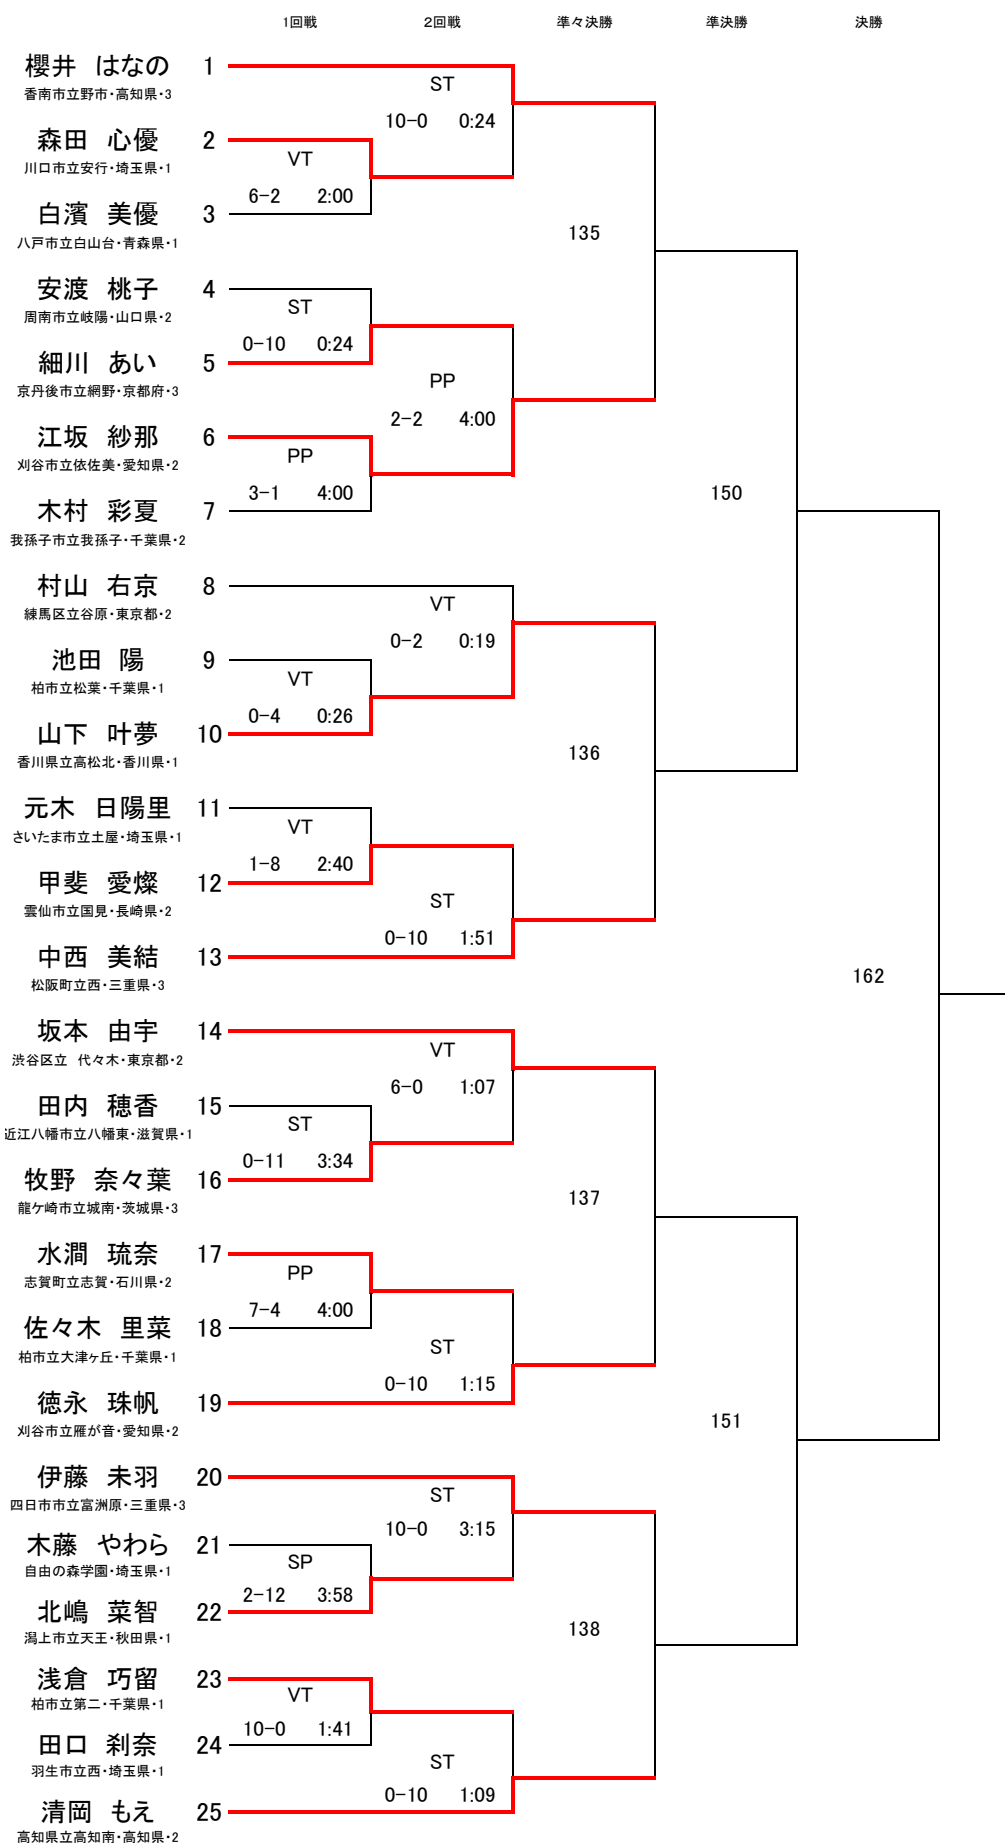 1回戦 2回戦 準々決勝 準決勝 決勝
櫻井 はなの 1
香南市立野市・高知県・3
ST
10-0 0:24
森田 心優 2
川口市立安行・埼玉県・1
VT
6-2 2:00
白濱 美優 3
八戸市立白山台・青森県・1
135
安渡 桃子 4
周南市立岐陽・山口県・2
ST
0-10 0:24
細川 あい 5
京丹後市立網野・京都府・3
PP
2-2 4:00
江坂 紗那 6
刈谷市立依佐美・愛知県・2
PP
3-1 4:00
木村 彩夏 7
我孫子市立我孫子・千葉県・2
150
村山 右京 8
練馬区立谷原・東京都・2
VT
0-2 0:19
池田 陽 9
柏市立松葉・千葉県・1
VT
0-4 0:26
山下 叶夢 10
香川県立高松北・香川県・1
136
元木 日陽里 11
さいたま市立土屋・埼玉県・1
VT
1-8 2:40
甲斐 愛燦 12
雲仙市立国見・長崎県・2
ST
0-10 1:51
中西 美結 13
松阪町立西・三重県・3
162
坂本 由宇 14
渋谷区立 代々木・東京都・2
VT
6-0 1:07
田内 穂香 15
近江八幡市立八幡東・滋賀県・1
ST
0-11 3:34
牧野 奈々葉 16
龍ケ崎市立城南・茨城県・3
137
水澗 琉奈 17
志賀町立志賀・石川県・2
PP
7-4 4:00
佐々木 里菜 18
柏市立大津ヶ丘・千葉県・1
ST
0-10 1:15
徳永 珠帆 19
刈谷市立雁が音・愛知県・2
151
伊藤 未羽 20
四日市市立富洲原・三重県・3
ST
10-0 3:15
木藤 やわら 21
自由の森学園・埼玉県・1
SP
2-12 3:58
北嶋 菜智 22
潟上市立天王・秋田県・1
138
浅倉 巧留 23
柏市立第二・千葉県・1
VT
10-0 1:41
田口 刹奈 24
羽生市立西・埼玉県・1
ST
0-10 1:09
清岡 もえ 25
高知県立高知南・高知県・2